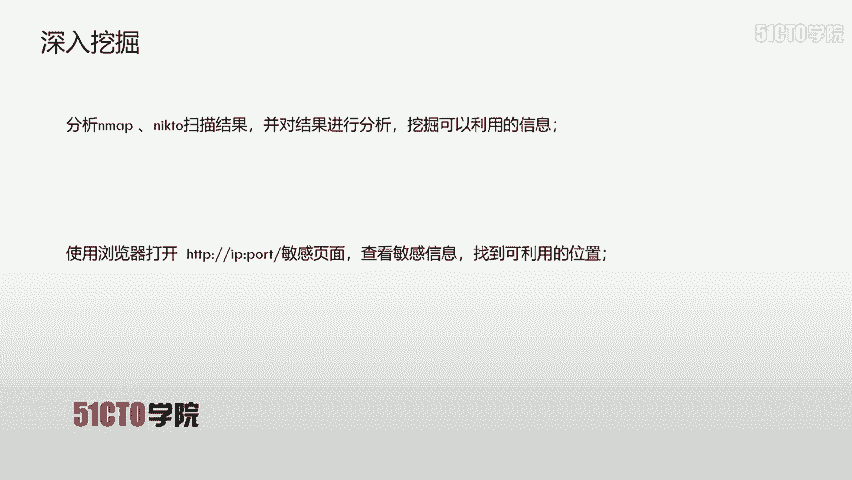 深入挖掘
51CTO学院
分析nmap 、nikto扫描结果，并对结果进行分析，挖掘可以利用的信息；
使用浏览器打开 http://ip:port/敏感页面，查看敏感信息，找到可利用的位置；
51CTO学院